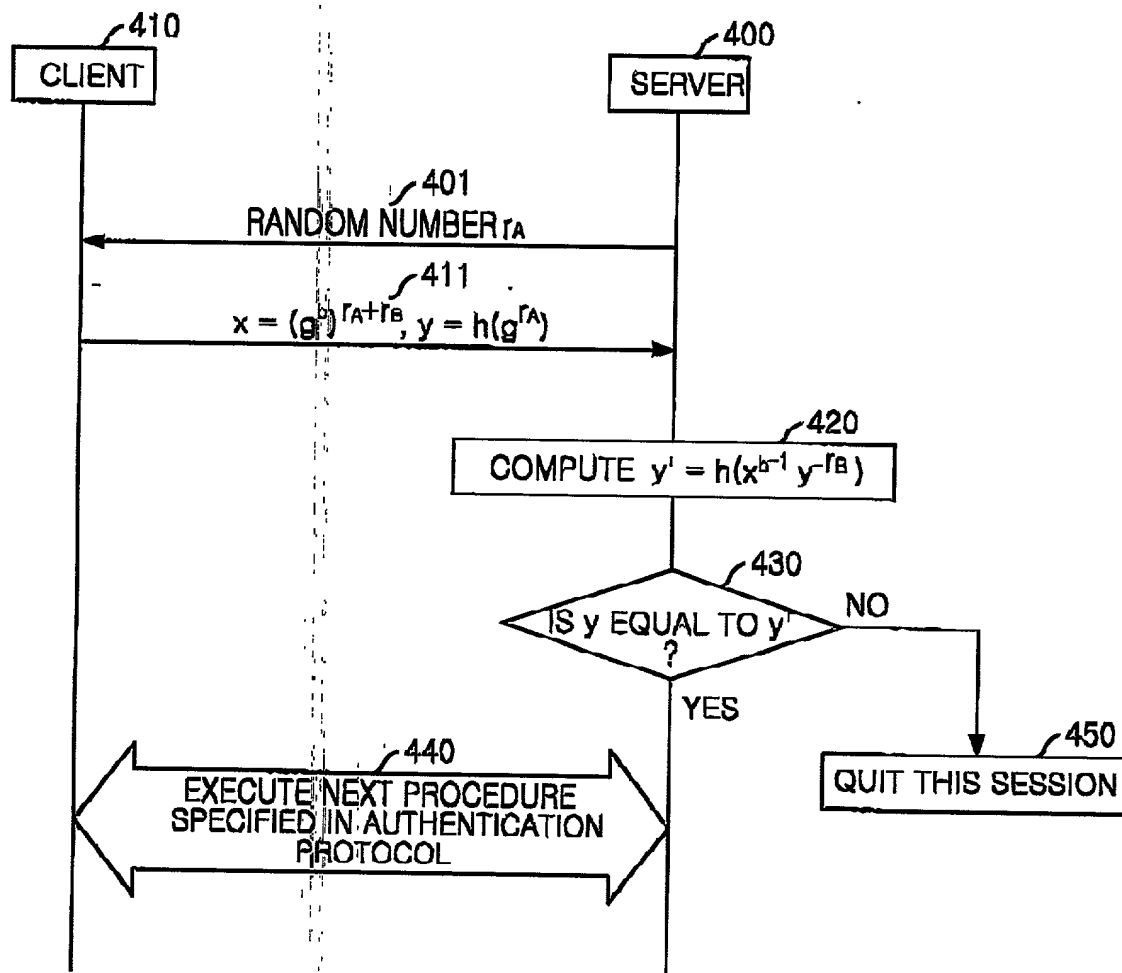 410
CLIENT
400
SERVER
401
RANDOM NUMBER rA
411
x = (g^b)^rA+rB, y = h(g^rA)
420
COMPUTE y' = h(x^b-1 y^-rB)
430
IS y EQUAL TO y'
?
NO
YES
440
EXECUTE NEXT PROCEDURE
SPECIFIED IN AUTHENTICATION
PROTOCOL
450
QUIT THIS SESSION